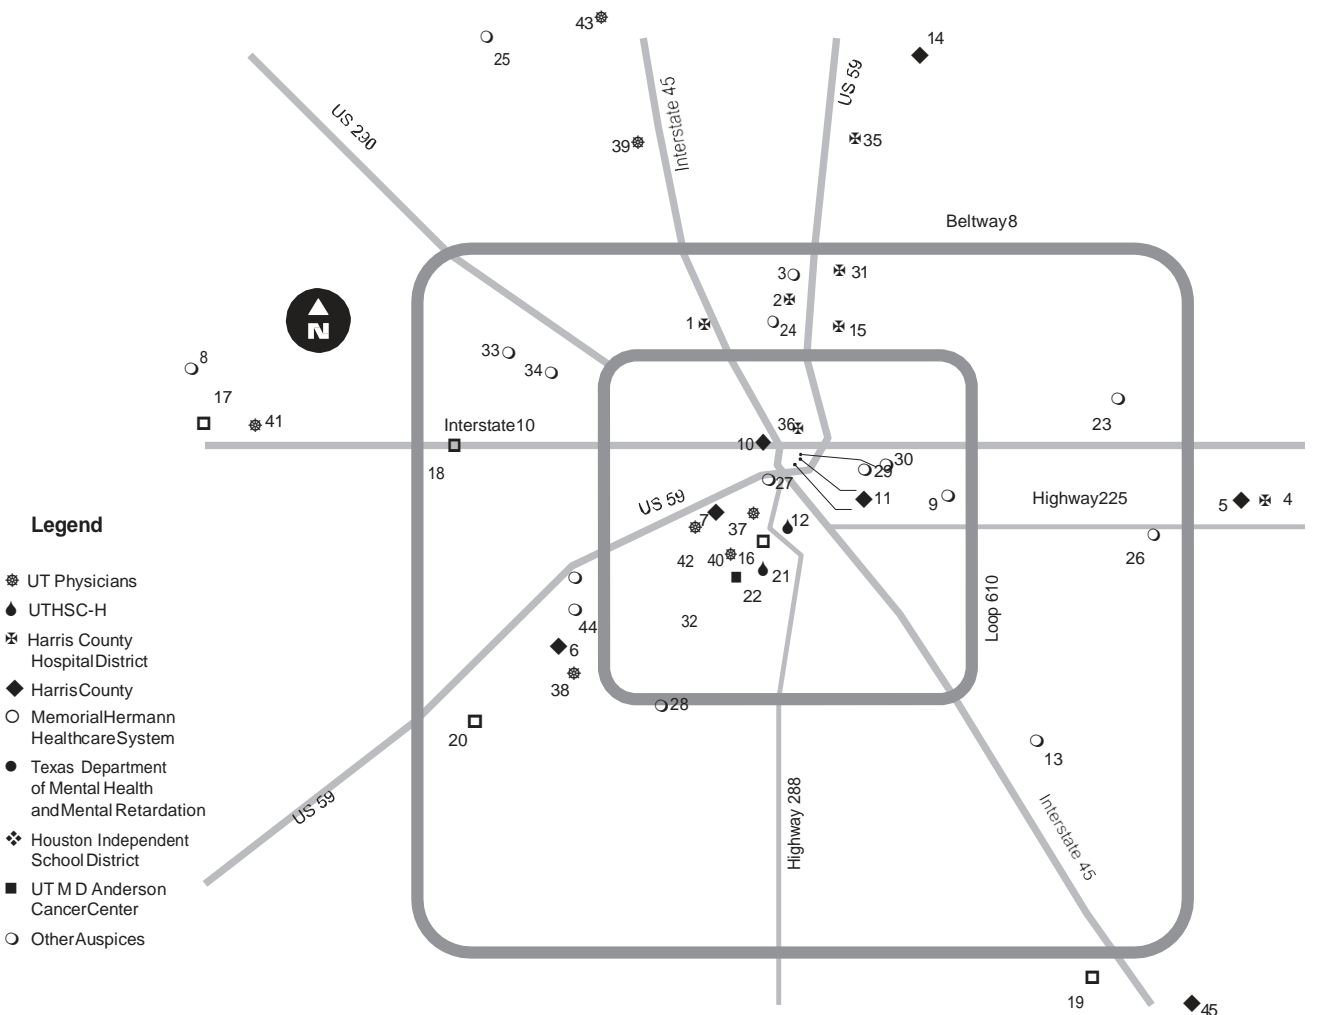 43
14
25
US 290
Interstate 45
US 59
39
35
Beltway8
3
31
2
1
24
15
33
34
8
17
41
Interstate10
36
10
23
18
30
29
27
US 59
11
9
Highway225
5
4
7
37
12
26
42
40
16
21
22
32
44
6
38
Loop 610
28
20
13
US 59
Highway 288
Interstate 45
19
45
N
Legend
UT Physicians
UTHSC-H
Harris County
HospitalDistrict
HarrisCounty
MemorialHermann
HealthcareSystem
Texas Department
of Mental Health
andMental Retardation
Houston Independent
SchoolDistrict
UT M D Anderson
CancerCenter
OtherAuspices